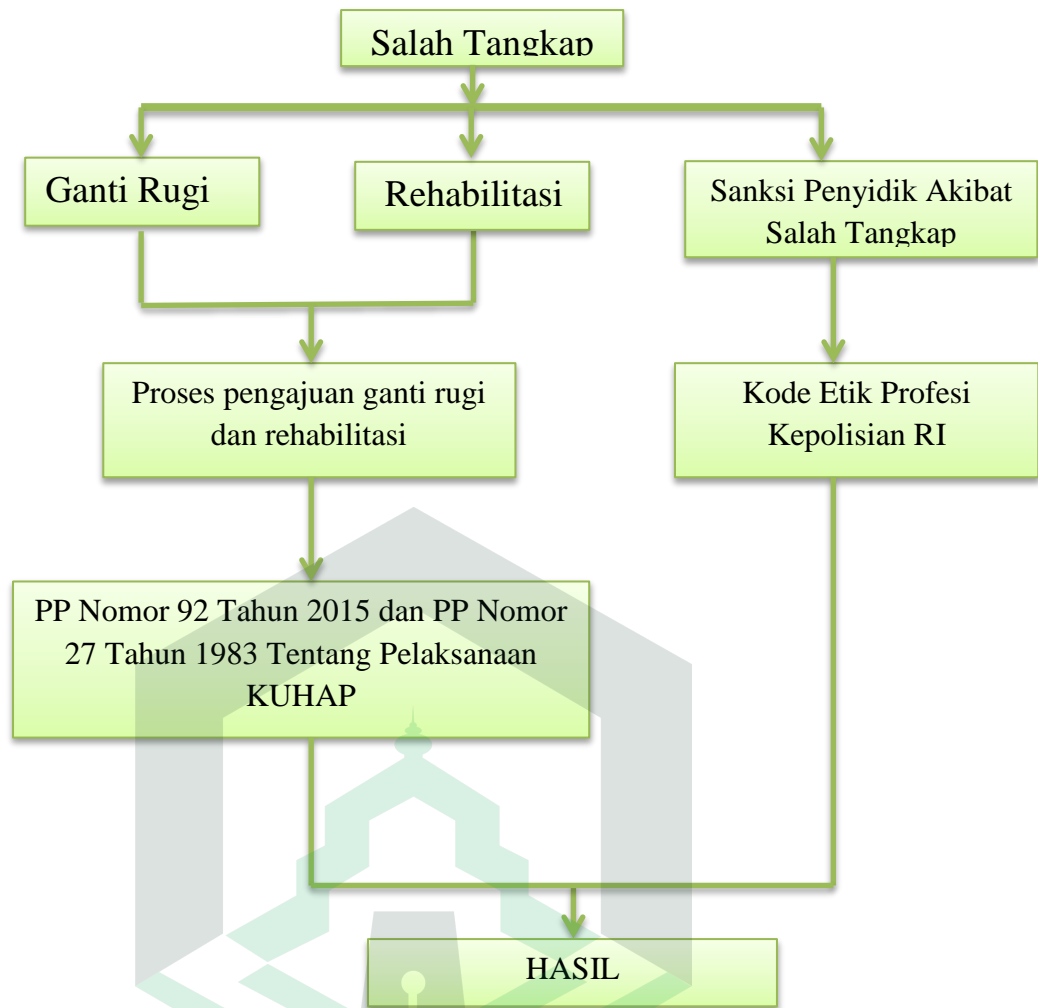 Salah Tangkap
Ganti Rugi
Rehabilitasi
Sanksi Penyidik Akibat
Salah Tangkap
Proses pengajuan ganti rugi
dan rehabilitasi
Kode Etik Profesi
Kepolisian RI
PP Nomor 92 Tahun 2015 dan PP Nomor
27 Tahun 1983 Tentang Pelaksanaan
KUHAP
HASIL